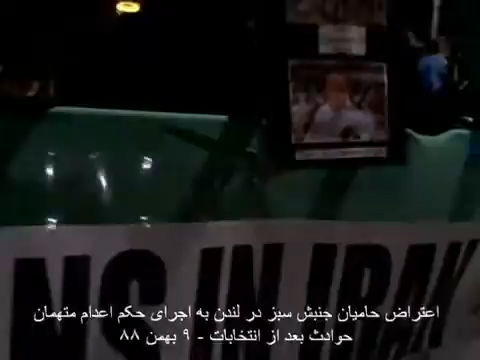 NS IN IRAN
اعتراض حامیان جنبش سبز در لندن به اجرای حکم اعدام متهمان
حوادث بعد از انتخابات - ۹ بهمن ۸۸